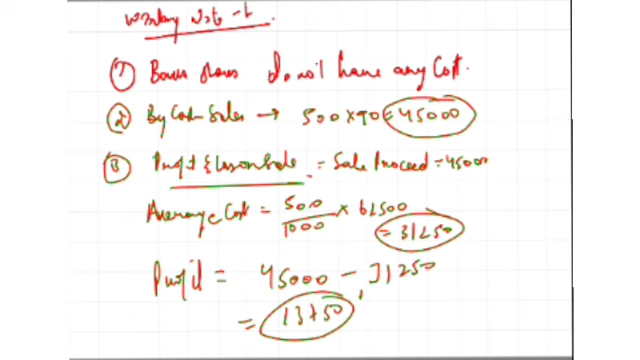 Working Note-1
① Bonus shares do not have any Cost.
② By Cash Sales → 500 × 90 = 45000
③ Profit & Loss on Sale = Sale Proceed = 45000
Average Cost = 500/1000 × 62500
= 31250
Profit = 45000 - 31250
= 13750